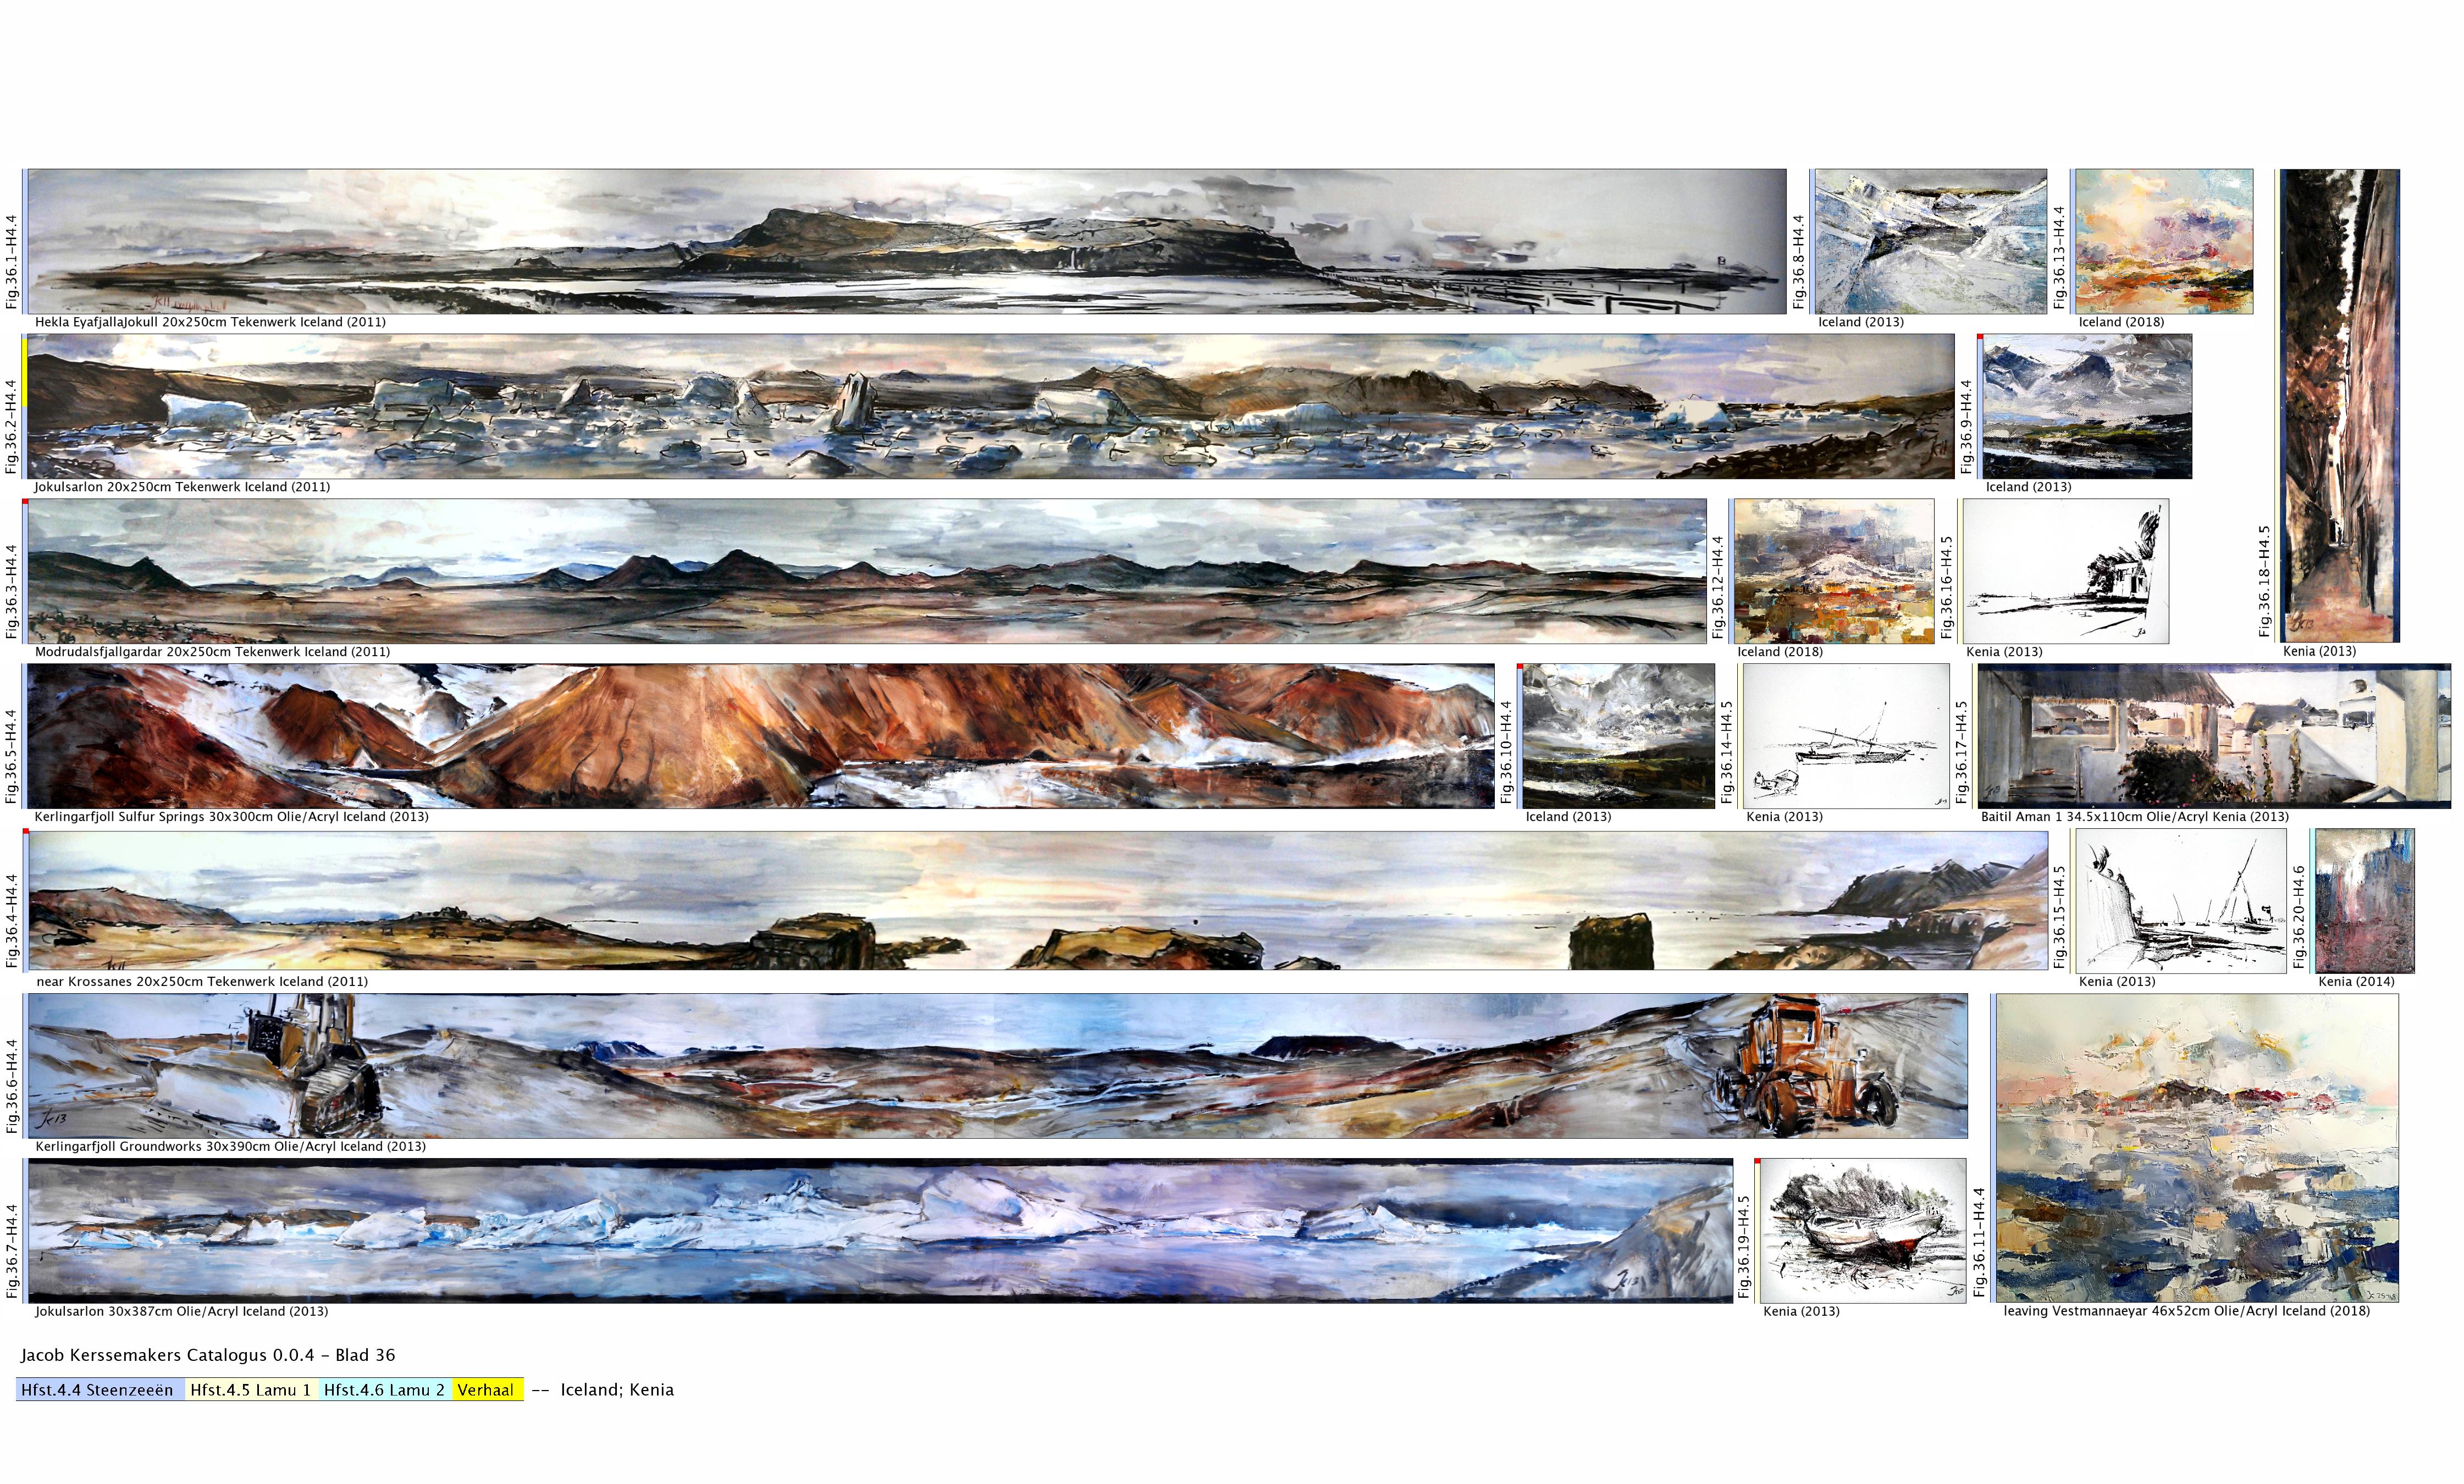 Fig.36.1-H4.4
Hekla EyafjallaJokull 20x250cm Tekenwerk Iceland (2011)
Fig.36.8-H4.4
Iceland (2013)
Fig.36.13-H4.4
Iceland (2018)
Fig.36.18-H4.5
Kenia (2013)
Fig.36.2-H4.4
Jokulsarlon 20x250cm Tekenwerk Iceland (2011)
Fig.36.9-H4.4
Iceland (2013)
Fig.36.3-H4.4
Modrudalsfjallgardar 20x250cm Tekenwerk Iceland (2011)
Fig.36.12-H4.4
Iceland (2018)
Fig.36.16-H4.5
Kenia (2013)
Fig.36.5-H4.4
Kerlingarfjoll Sulfur Springs 30x300cm Olie/Acryl Iceland (2013)
Fig.36.10-H4.4
Iceland (2013)
Fig.36.14-H4.5
Kenia (2013)
Fig.36.17-H4.5
Baitil Aman 1 34.5x110cm Olie/Acryl Kenia (2013)
Fig.36.4-H4.4
near Krossanes 20x250cm Tekenwerk Iceland (2011)
Fig.36.15-H4.5
Kenia (2013)
Fig.36.20-H4.6
Kenia (2014)
Fig.36.6-H4.4
Kerlingarfjoll Groundworks 30x390cm Olie/Acryl Iceland (2013)
Fig.36.7-H4.4
Jokulsarlon 30x387cm Olie/Acryl Iceland (2013)
Fig.36.19-H4.5
Kenia (2013)
Fig.36.11-H4.4
leaving Vestmannaeyar 46x52cm Olie/Acryl Iceland (2018)
Jacob Kerssemakers Catalogus 0.0.4 - Blad 36
Hfst.4.4 Steenzeeën Hfst.4.5 Lamu 1 Hfst.4.6 Lamu 2 Verhaal -- Iceland; Kenia